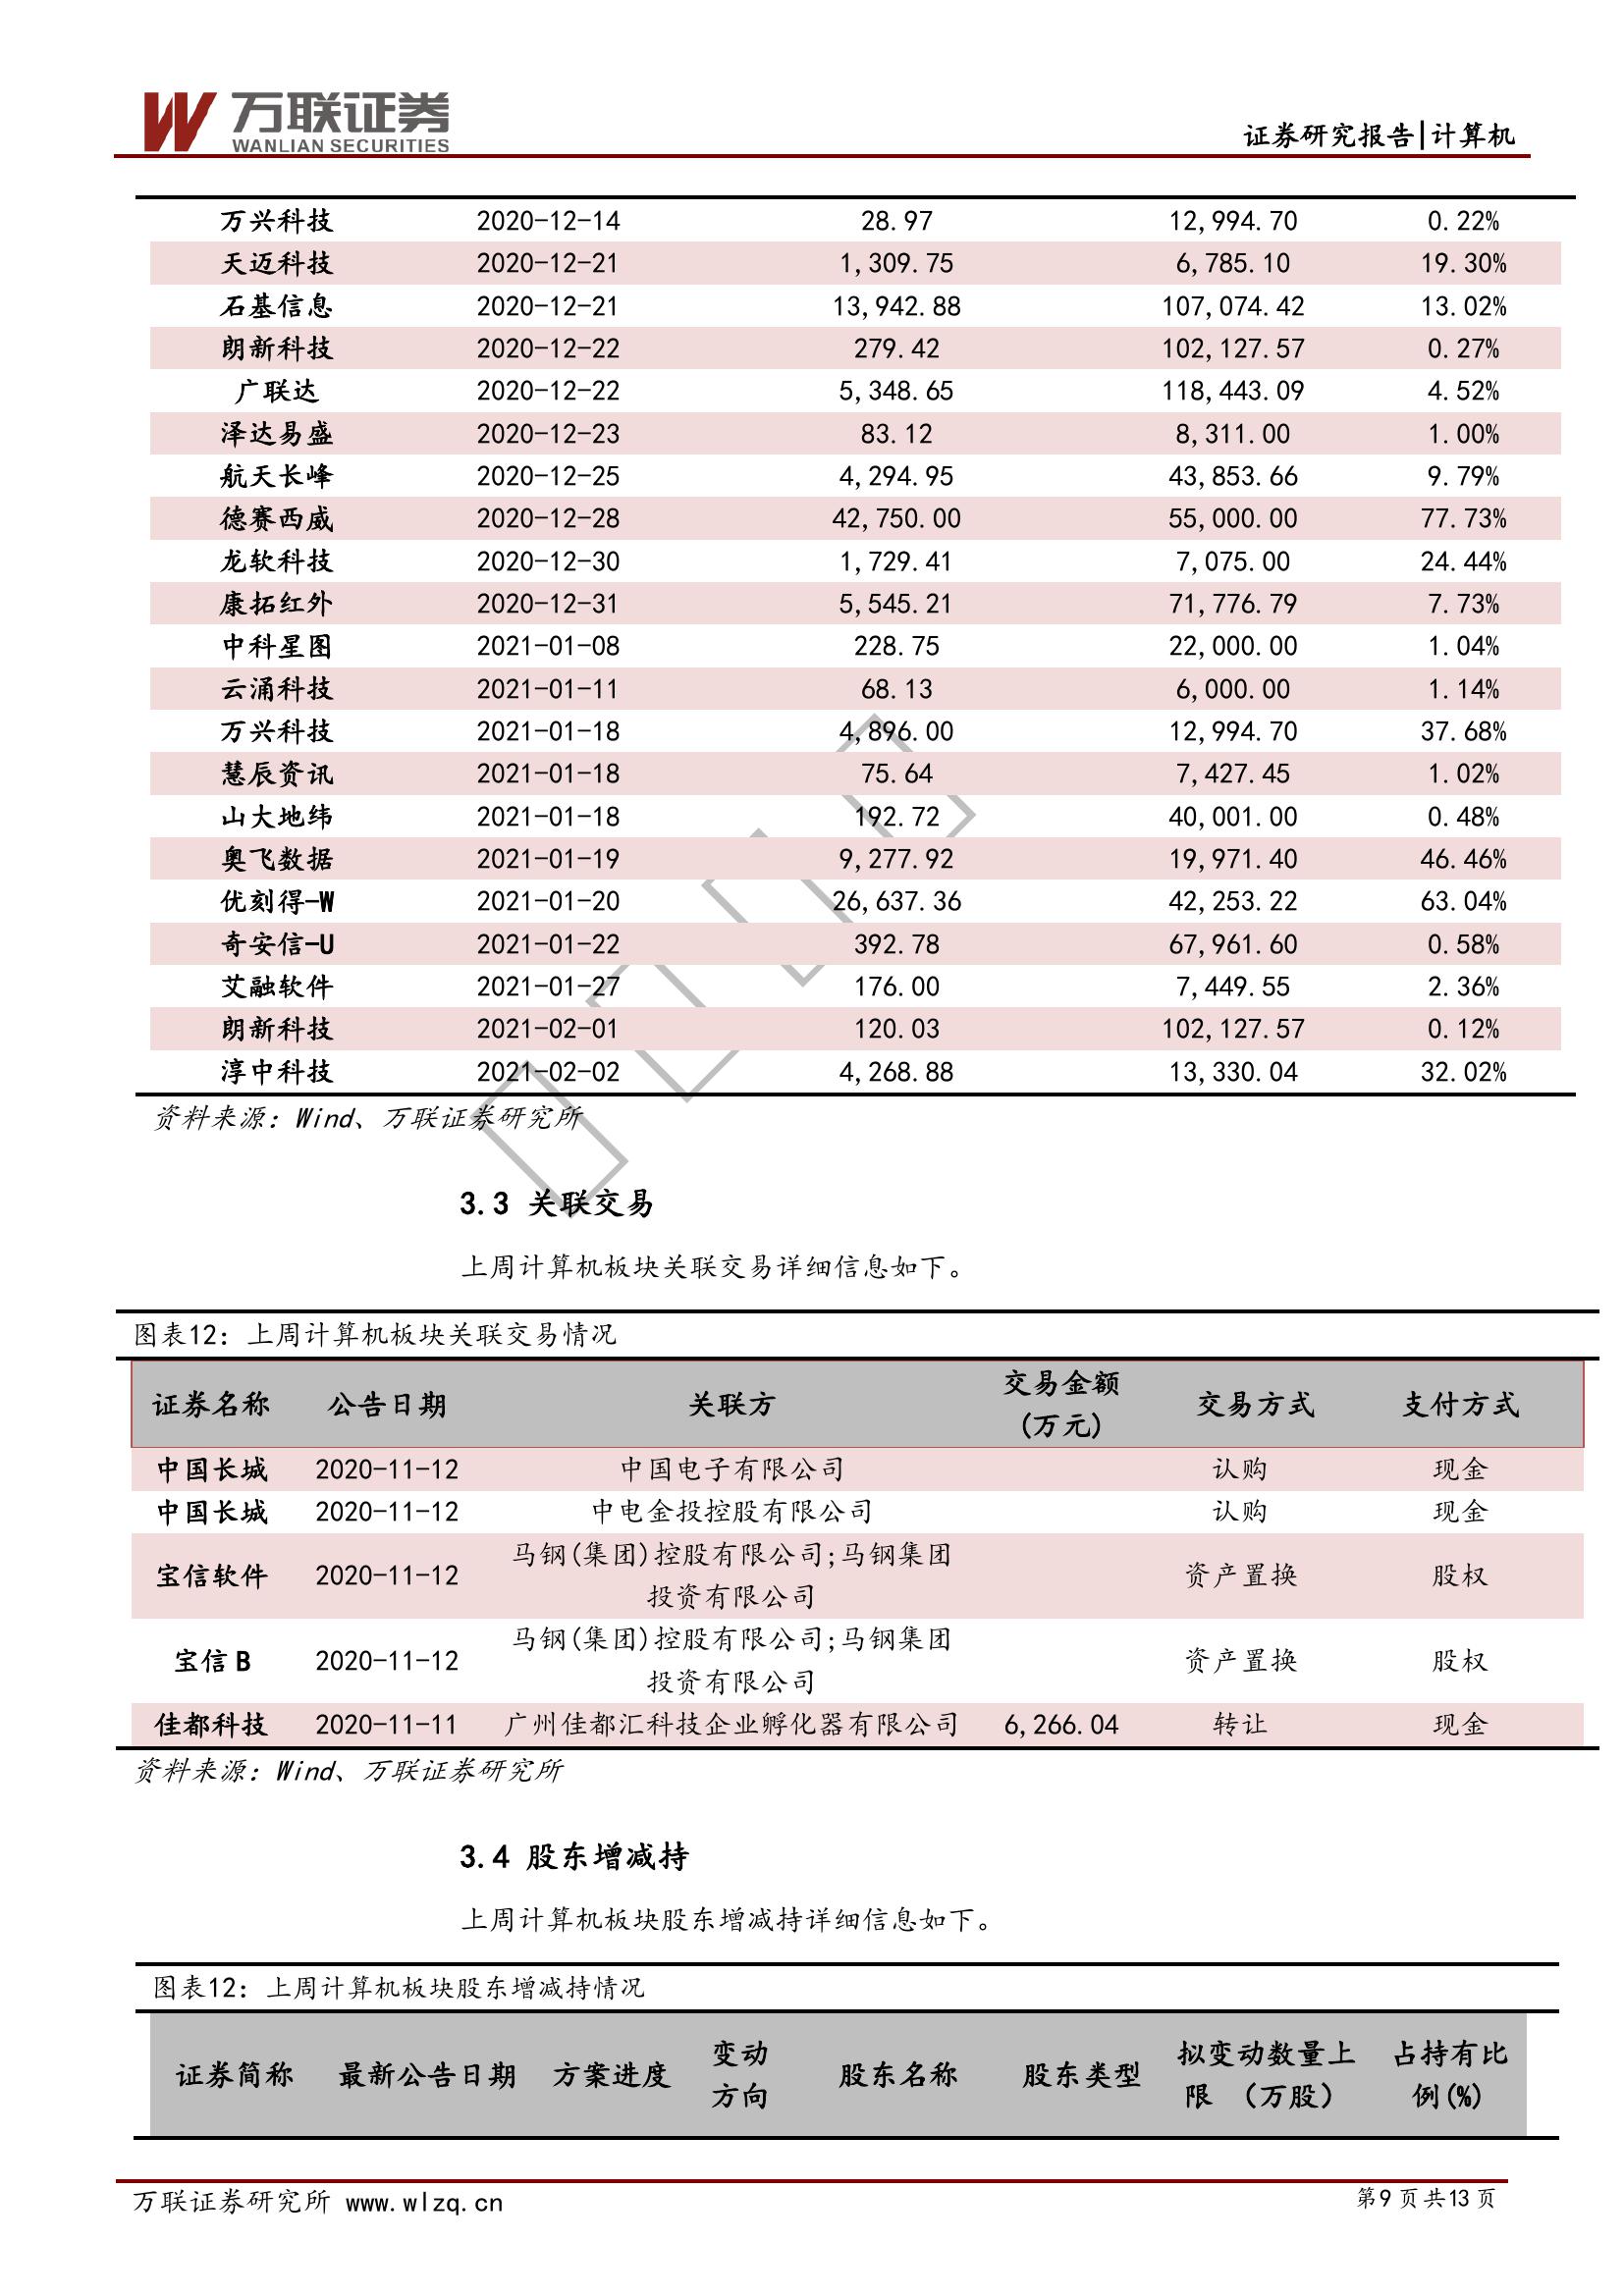 万联证券
WANLIAN SECURITIES
证券研究报告|计算机
万兴科技 2020-12-14 28.97 12,994.70 0.22%
天迈科技 2020-12-21 1,309.75 6,785.10 19.30%
石基信息 2020-12-21 13,942.88 107,074.42 13.02%
朗新科技 2020-12-22 279.42 102,127.57 0.27%
广联达 2020-12-22 5,348.65 118,443.09 4.52%
泽达易盛 2020-12-23 83.12 8,311.00 1.00%
航天长峰 2020-12-25 4,294.95 43,853.66 9.79%
德赛西威 2020-12-28 42,750.00 55,000.00 77.73%
龙软科技 2020-12-30 1,729.41 7,075.00 24.44%
康拓红外 2020-12-31 5,545.21 71,776.79 7.73%
中科星图 2021-01-08 228.75 22,000.00 1.04%
云涌科技 2021-01-11 68.13 6,000.00 1.14%
万兴科技 2021-01-18 4,896.00 12,994.70 37.68%
慧辰资讯 2021-01-18 75.64 7,427.45 1.02%
山大地纬 2021-01-18 192.72 40,001.00 0.48%
奥飞数据 2021-01-19 9,277.92 19,971.40 46.46%
优刻得-W 2021-01-20 26,637.36 42,253.22 63.04%
奇安信-U 2021-01-22 392.78 67,961.60 0.58%
艾融软件 2021-01-27 176.00 7,449.55 2.36%
朗新科技 2021-02-01 120.03 102,127.57 0.12%
淳中科技 2021-02-02 4,268.88 13,330.04 32.02%
资料来源：Wind、万联证券研究所
3.3 关联交易
上周计算机板块关联交易详细信息如下。
图表12：上周计算机板块关联交易情况
证券名称 公告日期 关联方 交易金额(万元) 交易方式 支付方式
中国长城 2020-11-12 中国电子有限公司 认购 现金
中国长城 2020-11-12 中电金投控股有限公司 认购 现金
宝信软件 2020-11-12 马钢(集团)控股有限公司;马钢集团投资有限公司 资产置换 股权
宝信B 2020-11-12 马钢(集团)控股有限公司;马钢集团投资有限公司 资产置换 股权
佳都科技 2020-11-11 广州佳都汇科技企业孵化器有限公司 6,266.04 转让 现金
资料来源：Wind、万联证券研究所
3.4 股东增减持
上周计算机板块股东增减持详细信息如下。
图表12：上周计算机板块股东增减持情况
证券简称 最新公告日期 方案进度 变动方向 股东名称 股东类型 拟变动数量上限 （万股） 占持有比例(%)
万联证券研究所 www.wlzq.cn
第9页共13页